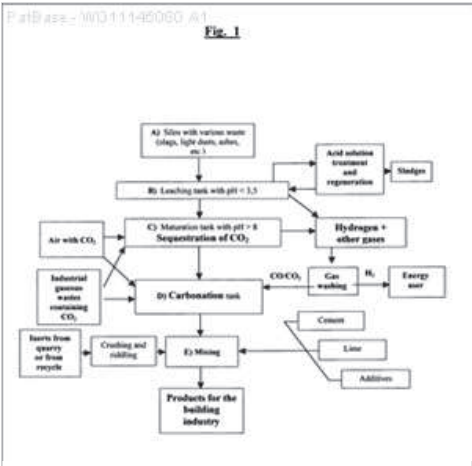 PatBase - WO11146080 A1
Fig. 1
A) Silos with various waste
(slags, light dusts, ashes,
etc.)
Acid solution
treatment
and
regeneration
Sludges
B) Leaching tank with pH < 3,5
C) Maturation tank with pH > 8
Sequestration of CO₂
Air with CO₂
Hydrogen +
other gases
Industrial
gaseous
wastes
containing
CO₂
CO/CO₂
Gas
washing
H₂
Energy
user
D) Carbonation tank
Cement
Inerts from
quarry
or from
recycle
Crushing and
riddling
E) Mixing
Lime
Additives
Products for the
building
industry